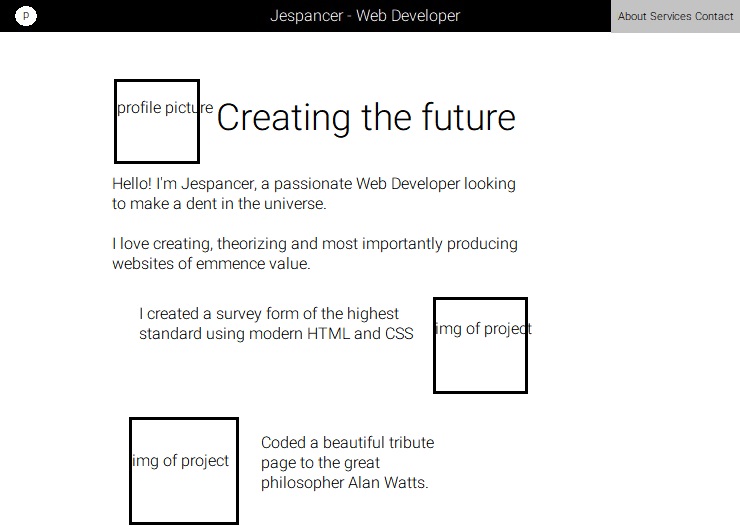 P
Jespancer - Web Developer
About Services Contact
profile picture
Creating the future
Hello! I'm Jespancer, a passionate Web Developer looking
to make a dent in the universe.
I love creating, theorizing and most importantly producing
websites of emmence value.
I created a survey form of the highest
standard using modern HTML and CSS
img of project
img of project
Coded a beautiful tribute
page to the great
philosopher Alan Watts.